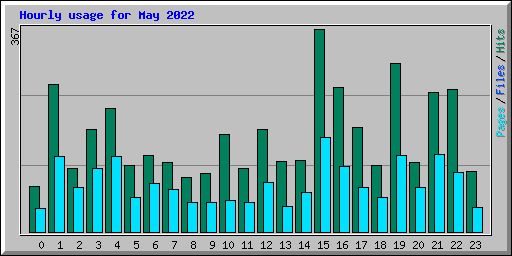 Hourly usage for May 2022
367
Pages / Files / Hits
0 1 2 3 4 5 6 7 8 9 10 11 12 13 14 15 16 17 18 19 20 21 22 23